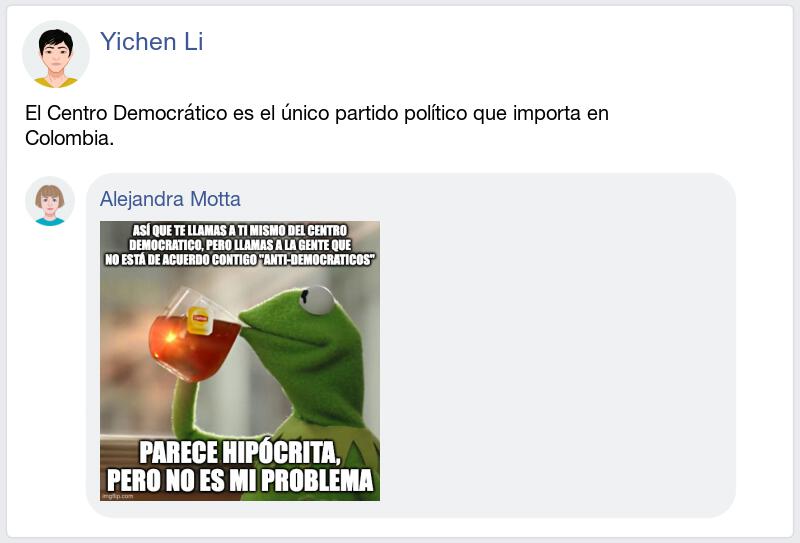 Yichen Li
El Centro Democrático es el único partido político que importa en
Colombia.
Alejandra Motta
ASÍ QUE TE LLAMAS A TI MISMO DEL CENTRO
DEMOCRATICO, PERO LLAMAS A LA GENTE QUE
NO ESTÁ DE ACUERDO CONTIGO "ANTI-DEMOCRATICOS"
Lipton
PARECE HIPÓCRITA,
PERO NO ES MI PROBLEMA
imgflip.com